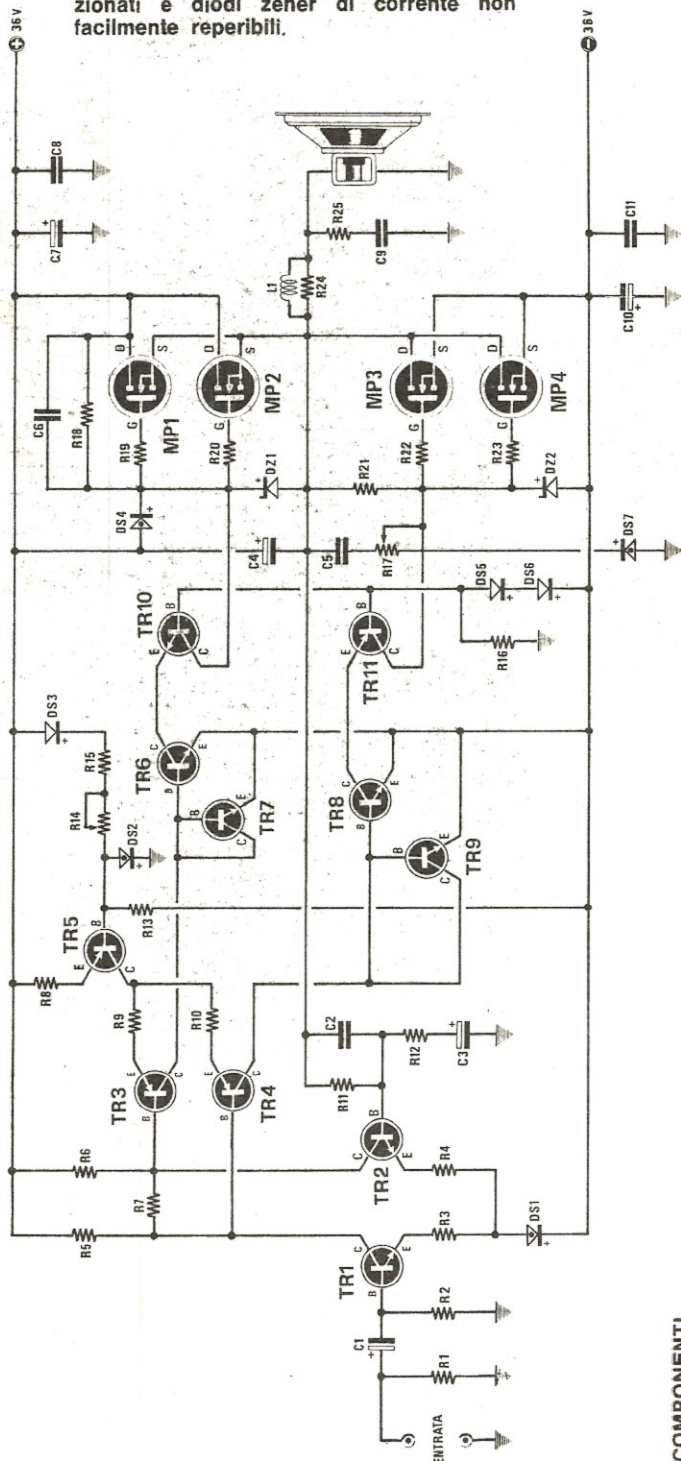 zionati e diodi zener di corrente non
facilmente reperibili.
36 V.
36 V.
C8
C7
R25
C9
L1
R24
C11
C10
C6
R18
D
S
D
S
D
S
D
S
G
R19
MP1
G
R20
MP2
G
R22
MP3
G
R23
MP4
DS4
DZ1
R21
DZ2
C4
C5
R17
DS7
TR10
B
E
C
TR11
B
E
C
DS5
DS6
R16
DS3
R15
R14
DS2
TR6
C
E
B
B
TR7
E
C
TR8
C
E
B
B
TR9
E
C
TR5
B
E
C
R13
R8
R9
R10
TR3
E
C
B
TR4
E
C
B
C2
R11
R12
C3
R6
R7
R5
TR2
B
C
E
R4
R3
DS1
TR1
C
E
B
C1
R2
R1
ENTRATA
COMPONENTI